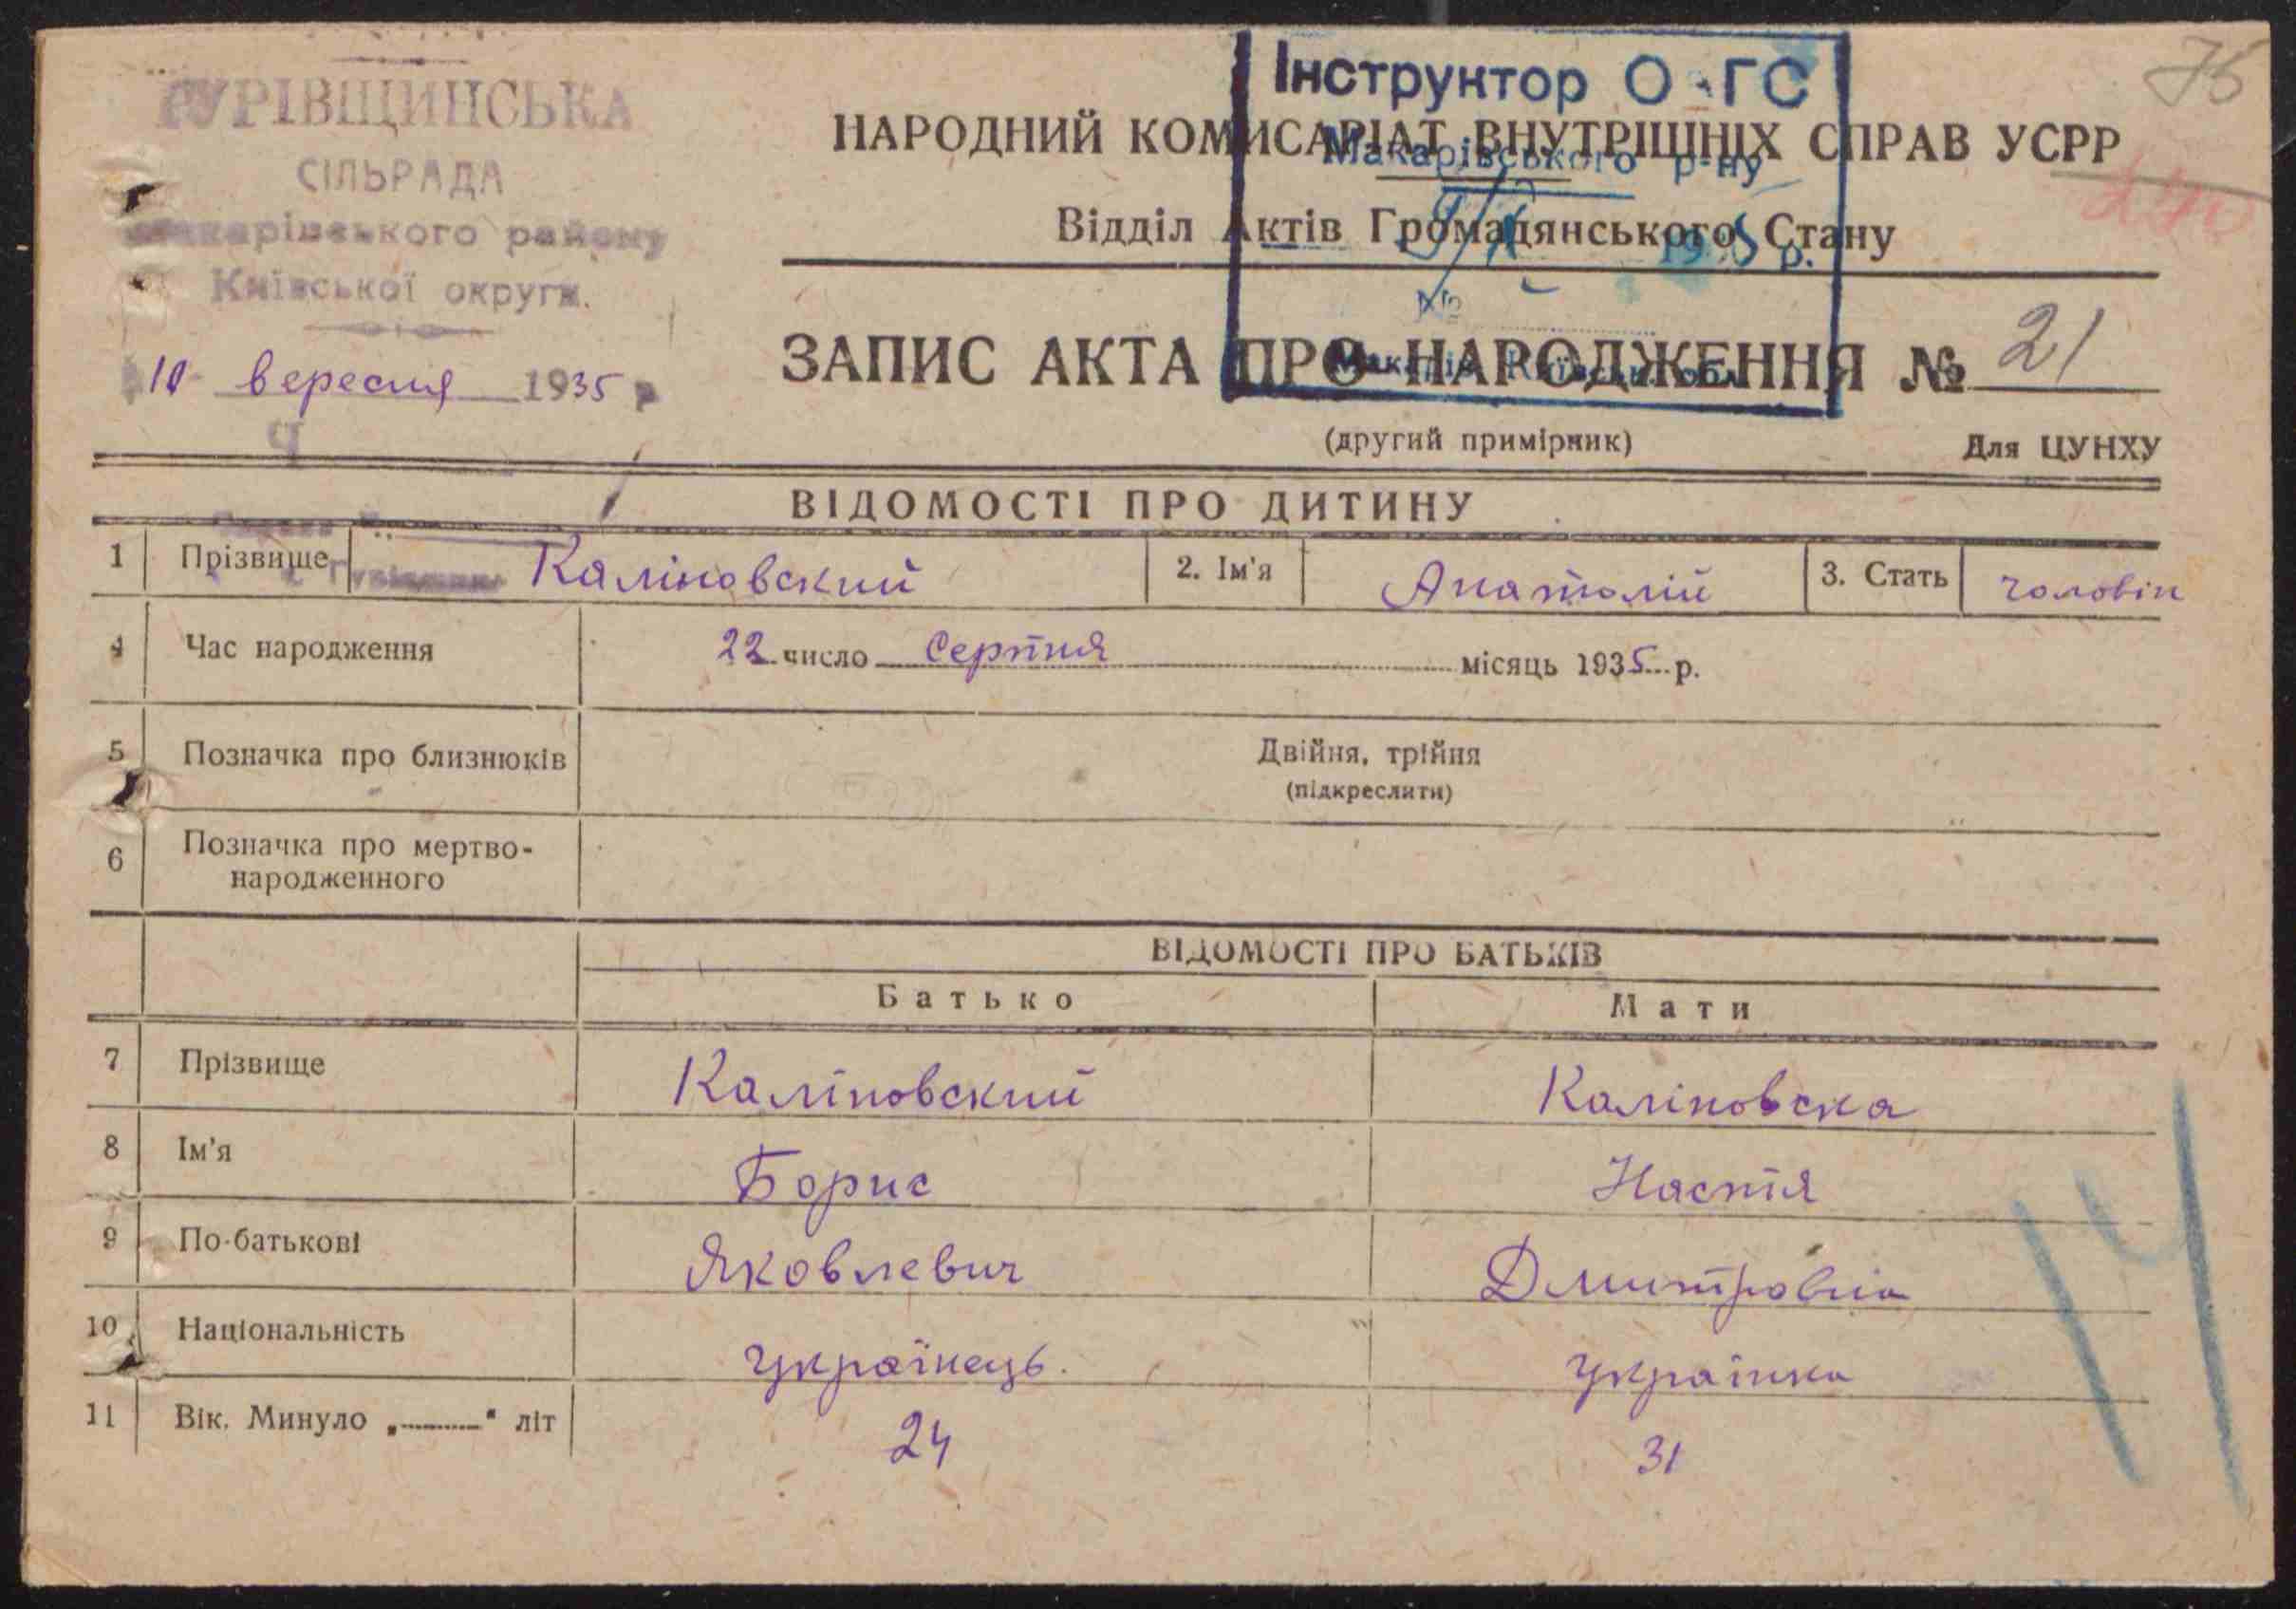 ГУРІВЩИНСЬКА
СІЛЬРАДА
Макарівського району
Київської округи.
10 вересня 1935 р
Інструктор О ГС
Макарівського р-ну
19 5 р.
№
75
НАРОДНИЙ КОМИСАРІАТ ВНУТРІШНІХ СПРАВ УСРР
Відділ Актів Громадянського Стану
ЗАПИС АКТА ПРО НАРОДЖЕННЯ № 21
(другий примірник)
Для ЦУНХУ
ВІДОМОСТІ ПРО ДИТИНУ
1 Прізвище Каліновский 2. Ім'я Анатолій 3. Стать чоловік
4 Час народження 22 число Серпня місяць 1935 р.
5 Позначка про близнюків Двійня, трійня
(підкреслити)
6 Позначка про мертво-
народженного
ВІДОМОСТІ ПРО БАТЬКІВ
Батько Мати
7 Прізвище Каліновский Каліновска
8 Ім'я Борис Настя
9 По-батькові Яковлевич Дмитровна
10 Національність українець. українка
11 Вік. Минуло „ “ літ 24 31